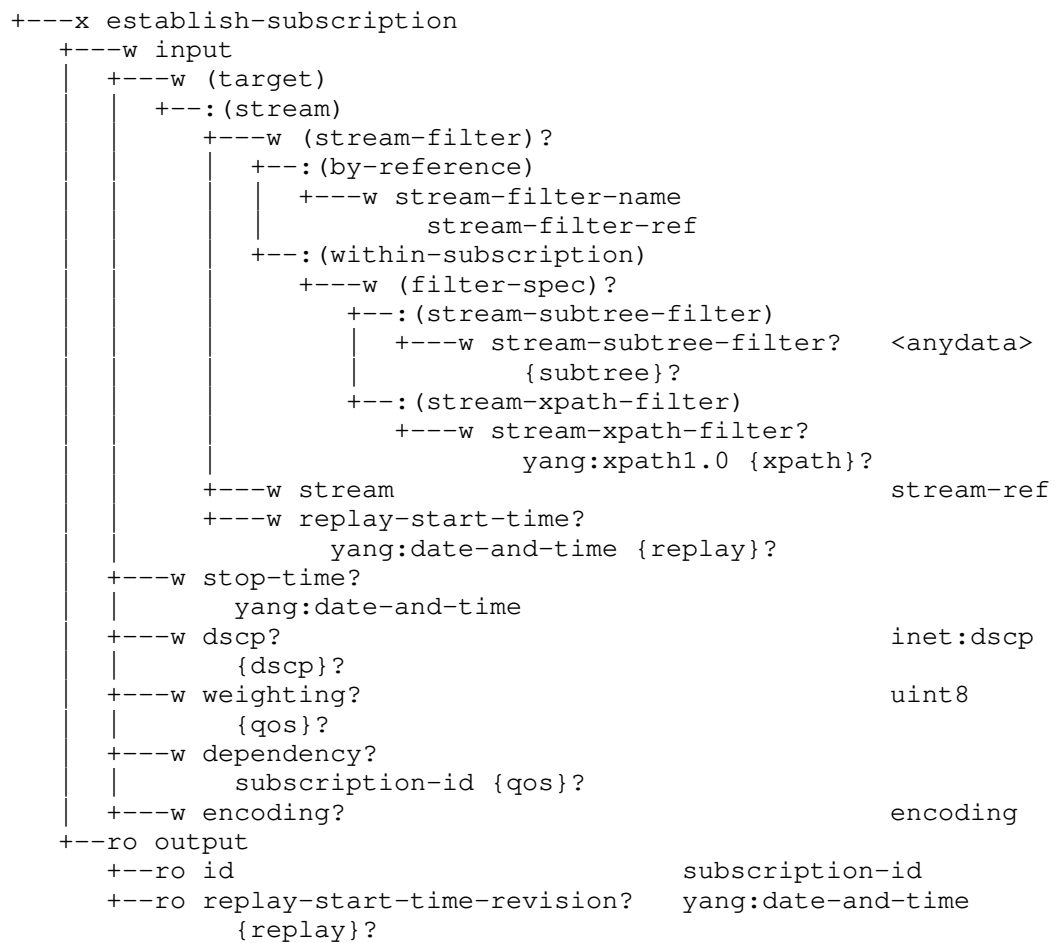 +---x establish-subscription
   +---w input
   |  +---w (target)
   |  |  +--:(stream)
   |  |     +---w (stream-filter)?
   |  |     |  +--:(by-reference)
   |  |     |  |  +---w stream-filter-name
   |  |     |  |          stream-filter-ref
   |  |     |  +--:(within-subscription)
   |  |     |     +---w (filter-spec)?
   |  |     |        +--:(stream-subtree-filter)
   |  |     |        |  +---w stream-subtree-filter?   <anydata>
   |  |     |        |          {subtree}?
   |  |     |        +--:(stream-xpath-filter)
   |  |     |           +---w stream-xpath-filter?
   |  |     |                   yang:xpath1.0 {xpath}?
   |  |     +---w stream                               stream-ref
   |  |     +---w replay-start-time?
   |  |             yang:date-and-time {replay}?
   |  +---w stop-time?
   |  |       yang:date-and-time
   |  +---w dscp?                                      inet:dscp
   |  |       {dscp}?
   |  +---w weighting?                                 uint8
   |  |       {qos}?
   |  +---w dependency?
   |  |       subscription-id {qos}?
   |  +---w encoding?                                  encoding
   +--ro output
      +--ro id                            subscription-id
      +--ro replay-start-time-revision?   yang:date-and-time
              {replay}?